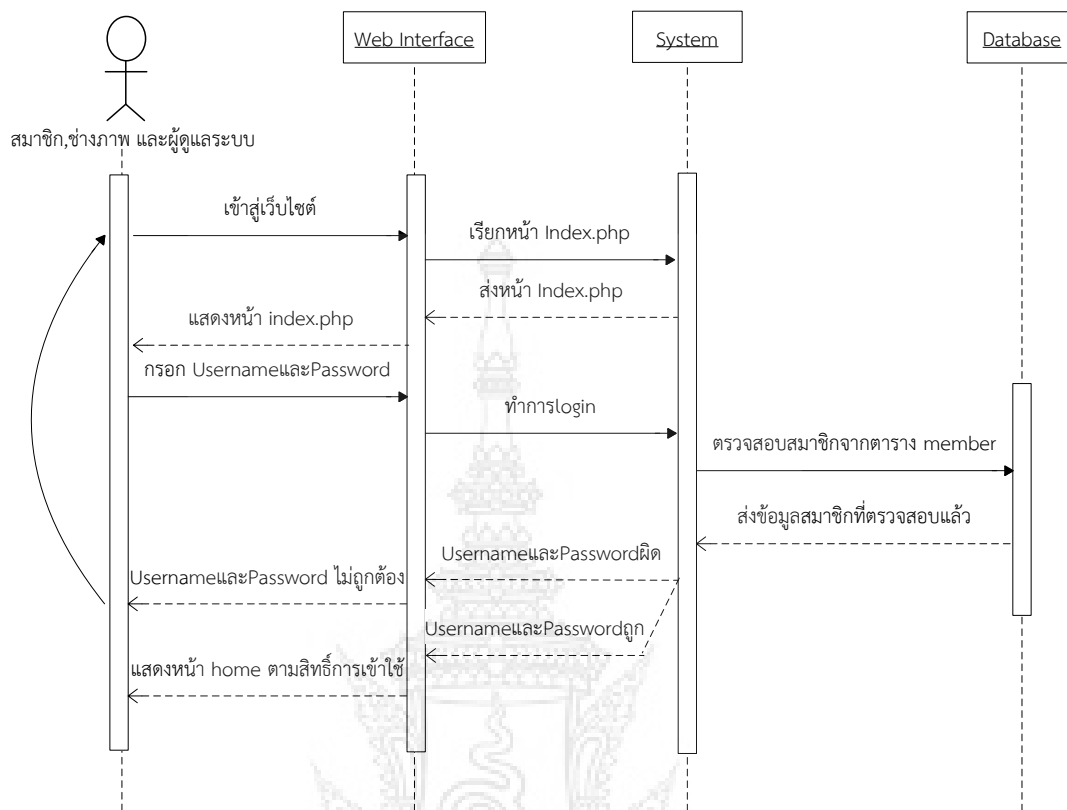 Web Interface
System
Database
สมาชิก,ช่างภาพ และผู้ดูแลระบบ
เข้าสู่เว็บไซต์
เรียกหน้า Index.php
ส่งหน้า Index.php
แสดงหน้า index.php
กรอก UsernameและPassword
ทำการlogin
ตรวจสอบสมาชิกจากตาราง member
ส่งข้อมูลสมาชิกที่ตรวจสอบแล้ว
UsernameและPasswordผิด
UsernameและPassword ไม่ถูกต้อง
UsernameและPasswordถูก
แสดงหน้า home ตามสิทธิ์การเข้าใช้